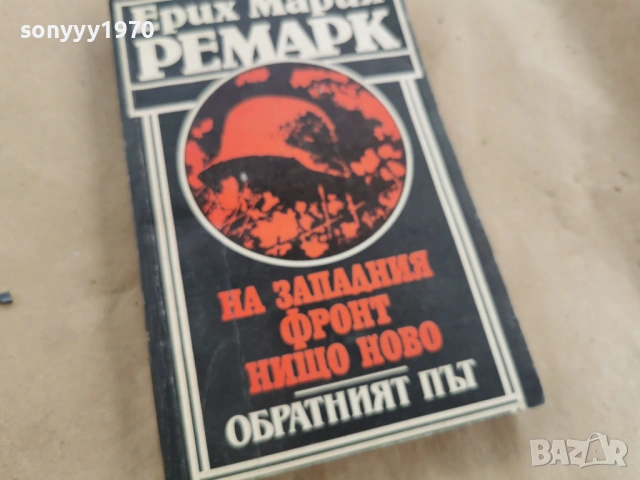 sonyyy1970
Ерих Мария
РЕМАРК
НА ЗАПАДНИЯ
ФРОНТ
НИЩО НОВО
ОБРАТНИЯТ ПЪТ
BAZAR